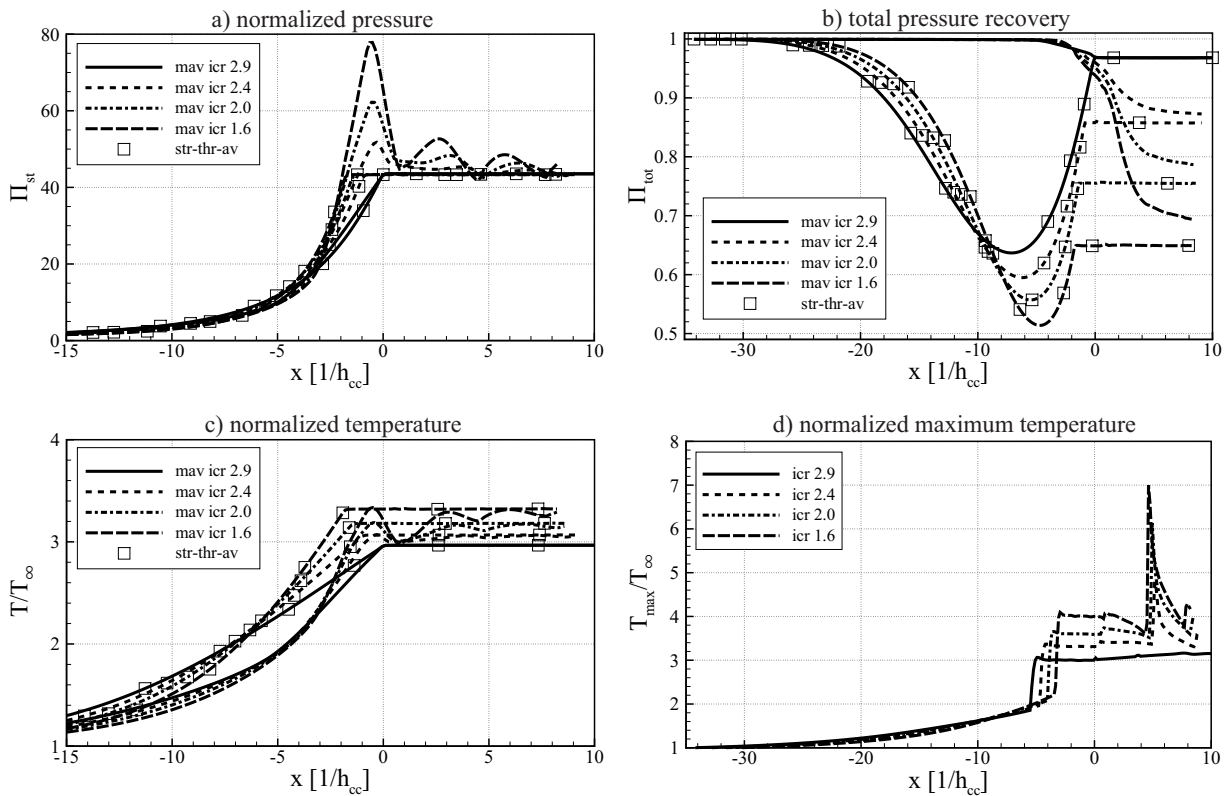 a) normalized pressure
80
60
40
20
0
Π_st
mav icr 2.9
mav icr 2.4
mav icr 2.0
mav icr 1.6
str-thr-av
-15
-10
-5
0
5
10
x [1/h_cc]
b) total pressure recovery
1
0.9
0.8
0.7
0.6
0.5
Π_tot
mav icr 2.9
mav icr 2.4
mav icr 2.0
mav icr 1.6
str-thr-av
-30
-20
-10
0
10
x [1/h_cc]
c) normalized temperature
4
3
2
1
T/T_∞
mav icr 2.9
mav icr 2.4
mav icr 2.0
mav icr 1.6
str-thr-av
-15
-10
-5
0
5
10
x [1/h_cc]
d) normalized maximum temperature
8
7
6
5
4
3
2
1
T_max/T_∞
icr 2.9
icr 2.4
icr 2.0
icr 1.6
-30
-20
-10
0
10
x [1/h_cc]